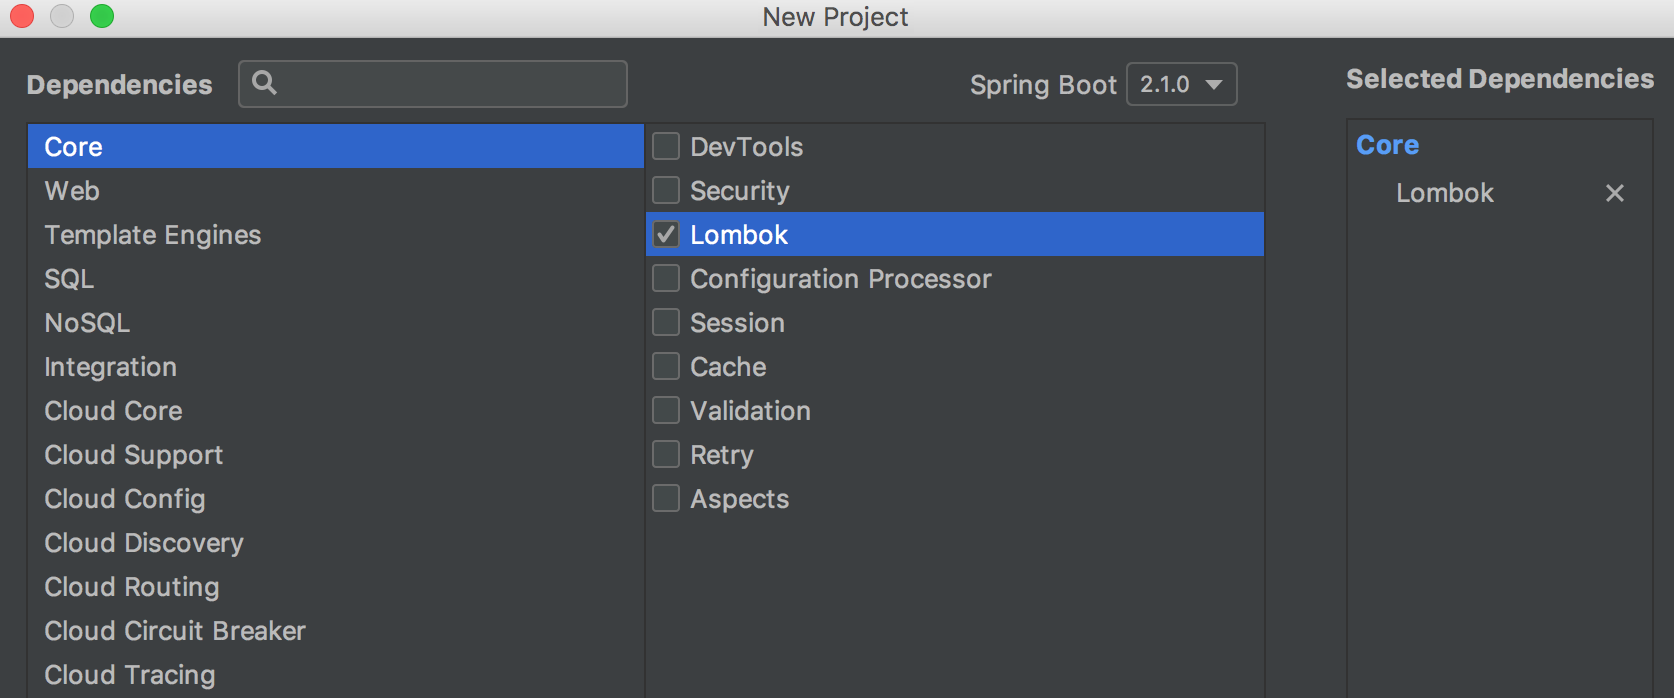 New Project
Dependencies
Spring Boot 2.1.0
Selected Dependencies
Core
Web
Template Engines
SQL
NoSQL
Integration
Cloud Core
Cloud Support
Cloud Config
Cloud Discovery
Cloud Routing
Cloud Circuit Breaker
Cloud Tracing
DevTools
Security
Lombok
Configuration Processor
Session
Cache
Validation
Retry
Aspects
Core
Lombok